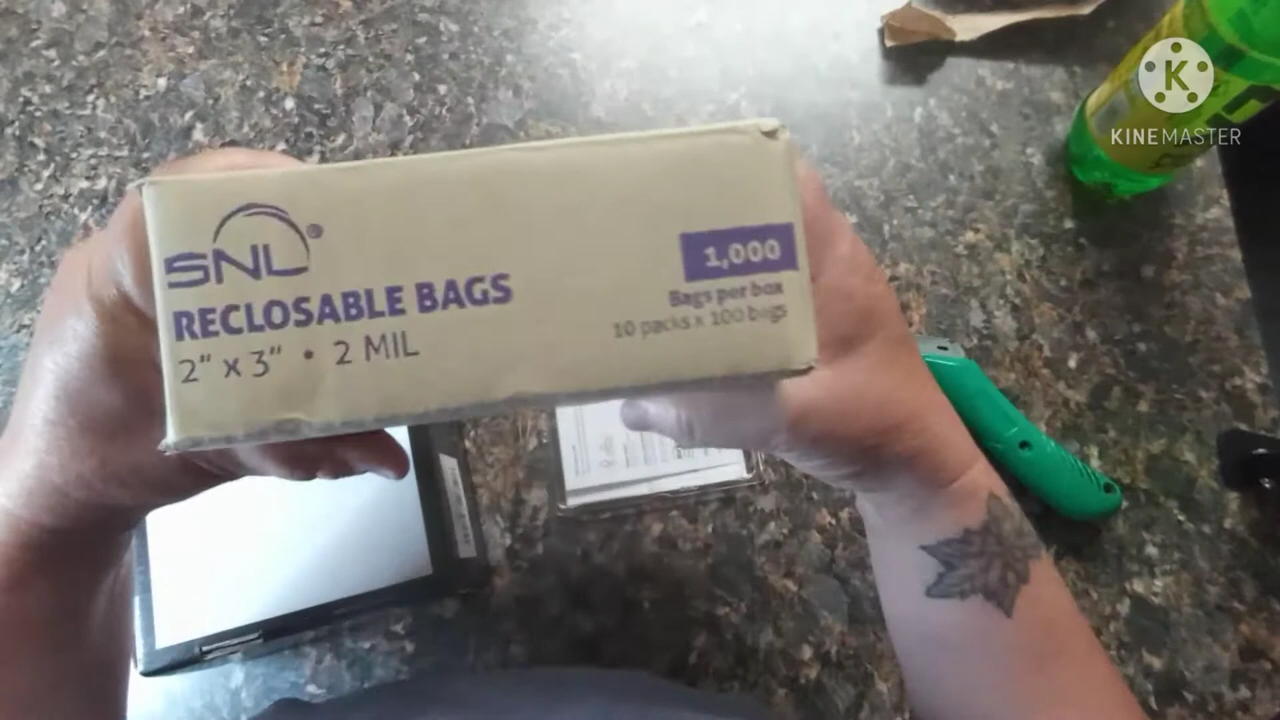 SNL®
RECLOSABLE BAGS
2" x 3" • 2 MIL
1,000
Bags per box
10 packs x 100 bags
K
KINEMASTER